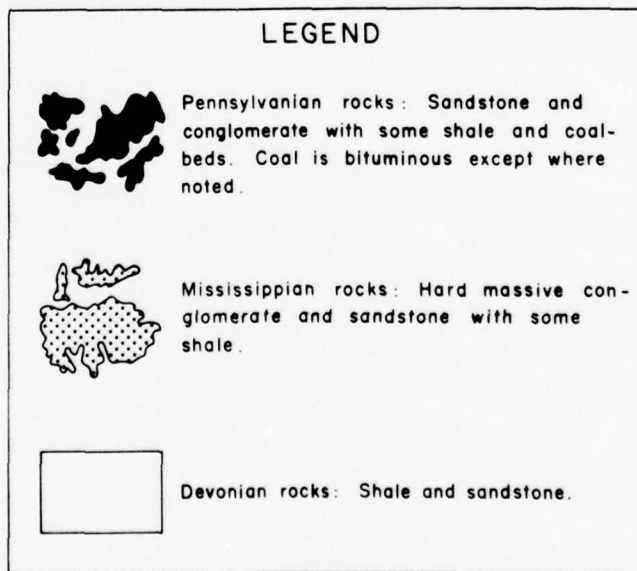 LEGEND
Pennsylvanian rocks: Sandstone and
conglomerate with some shale and coal-
beds. Coal is bituminous except where
noted.
Mississippian rocks: Hard massive con-
glomerate and sandstone with some
shale.
Devonian rocks: Shale and sandstone.